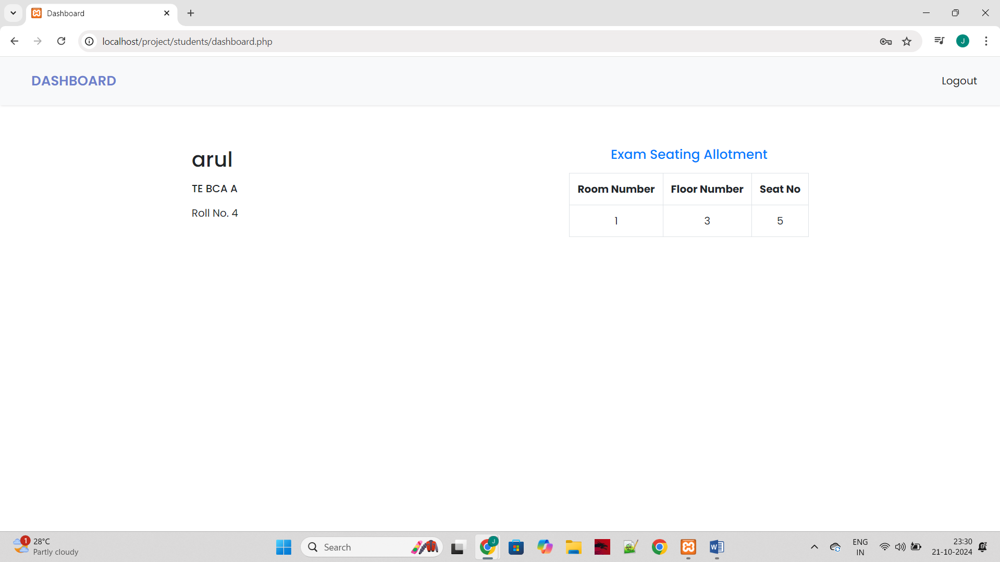 Dashboard
localhost/project/students/dashboard.php
J
DASHBOARD
Logout
arul
TE BCA A
Roll No. 4
Exam Seating Allotment
Room Number Floor Number Seat No
1 3 5
1
28°C
Partly cloudy
Search
J
ENG
IN
23:30
21-10-2024